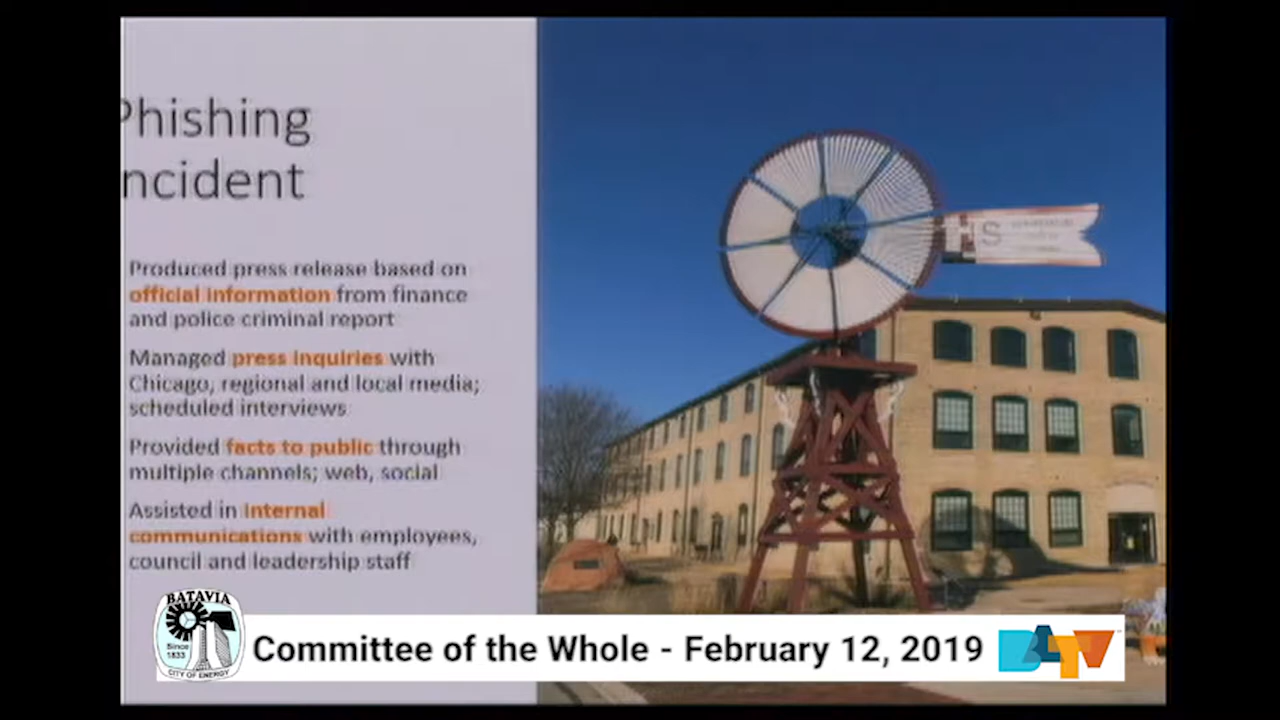 Phishing
Incident
Produced press release based on
official information from finance
and police criminal report
Managed press inquiries with
Chicago, regional and local media;
scheduled interviews
Provided facts to public through
multiple channels; web, social
Assisted in internal
communications with employees,
council and leadership staff
BATAVIA
Since
1833
CITY OF ENERGY
Committee of the Whole - February 12, 2019
BATV
S